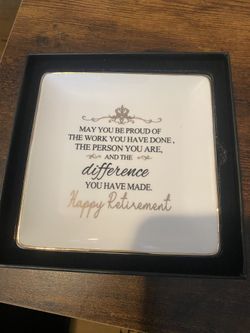 MAY YOU BE PROUD OF
THE WORK YOU HAVE DONE,
THE PERSON YOU ARE,
AND THE
difference
YOU HAVE MADE.
Happy Retirement